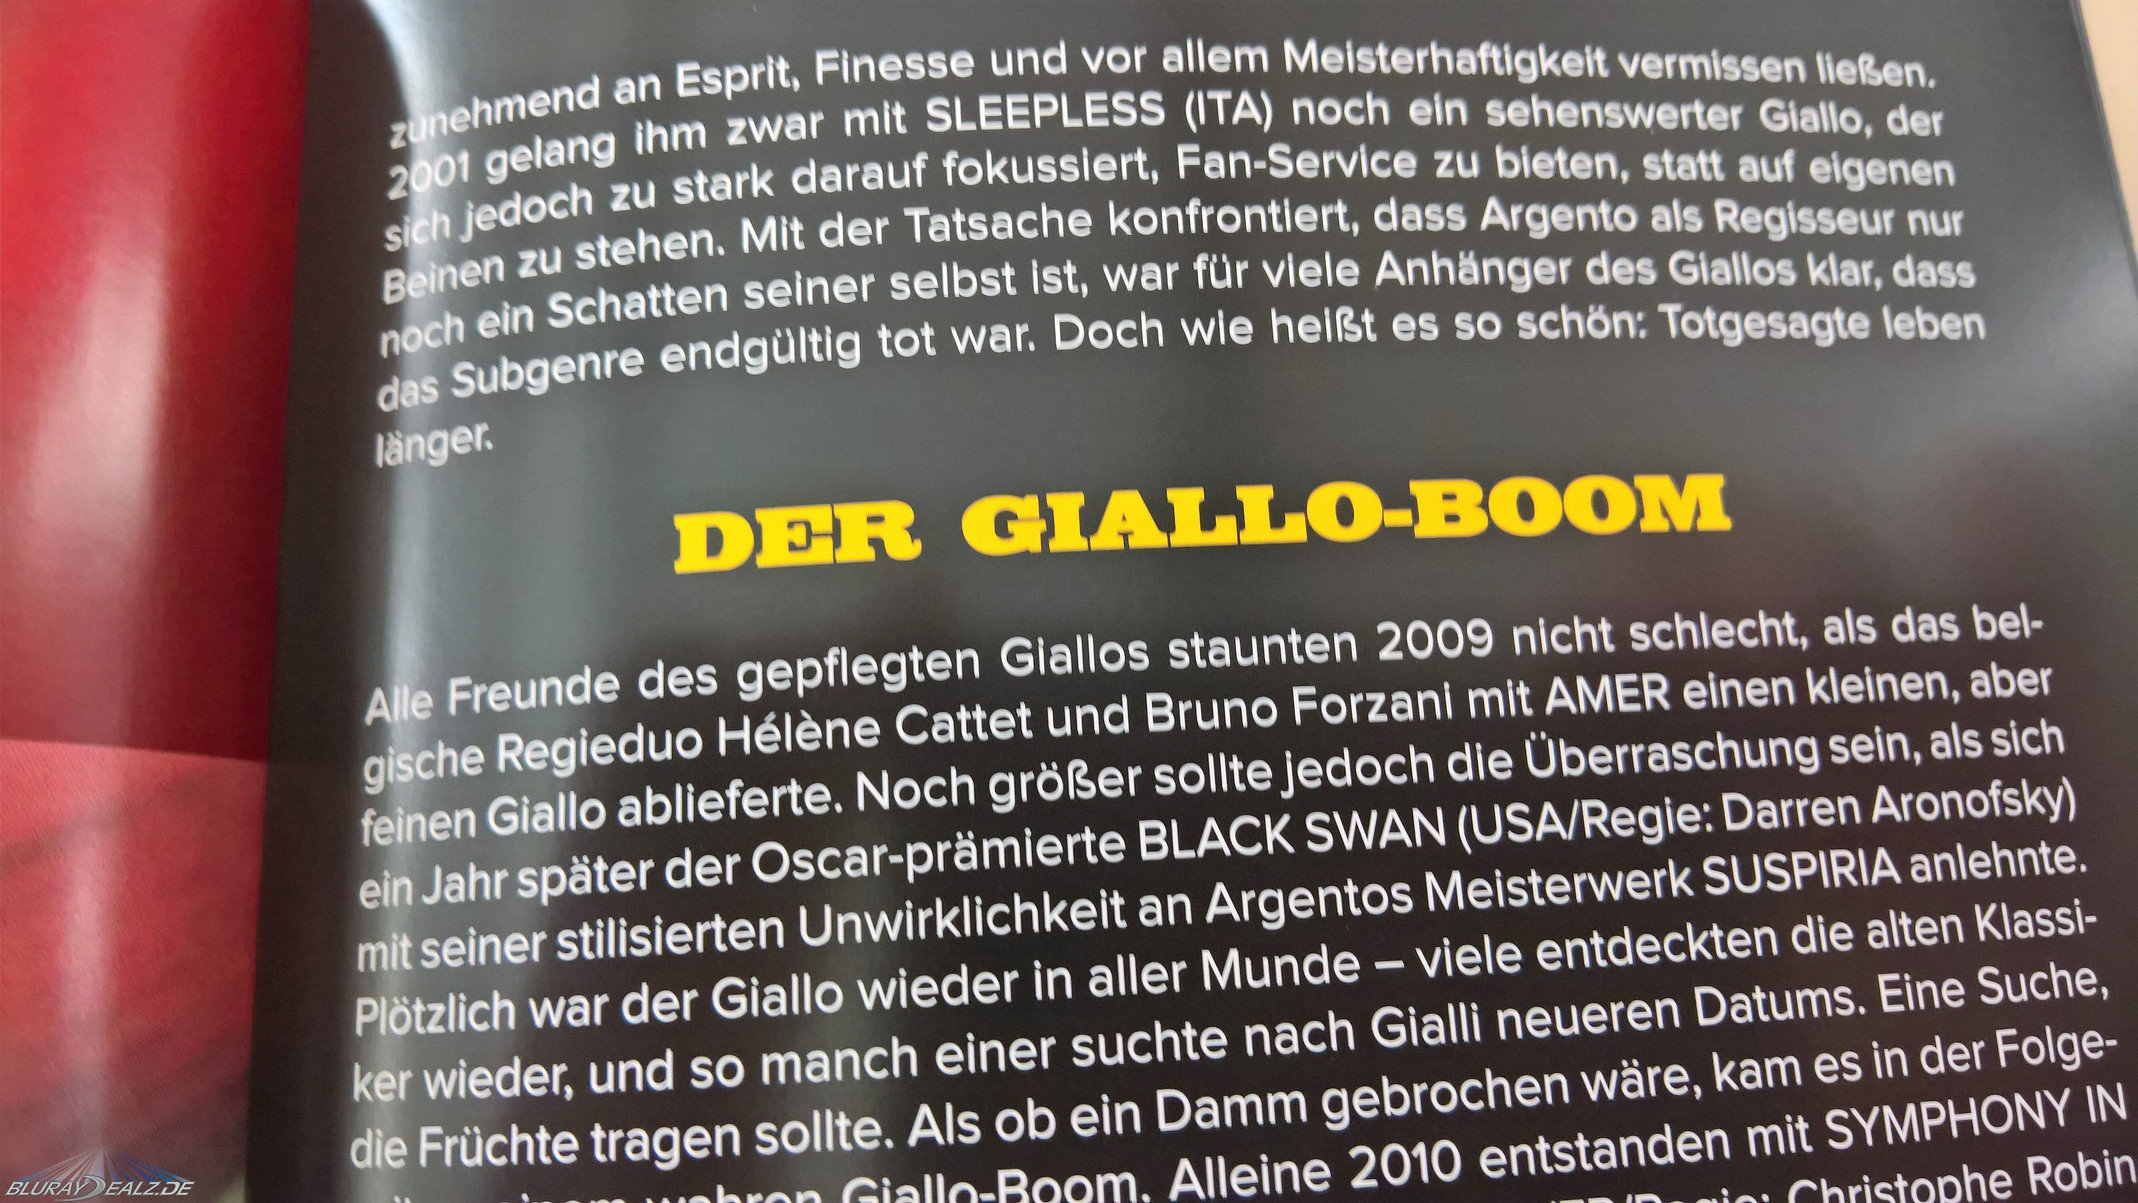 zunehmend an Esprit, Finesse und vor allem Meisterhaftigkeit vermissen ließen.
2001 gelang ihm zwar mit SLEEPLESS (ITA) noch ein sehenswerter Giallo, der
sich jedoch zu stark darauf fokussiert, Fan-Service zu bieten, statt auf eigenen
Beinen zu stehen. Mit der Tatsache konfrontiert, dass Argento als Regisseur nur
noch ein Schatten seiner selbst ist, war für viele Anhänger des Giallos klar, dass
das Subgenre endgültig tot war. Doch wie heißt es so schön: Totgesagte leben
länger.
DER GIALLO-BOOM
Alle Freunde des gepflegten Giallos staunten 2009 nicht schlecht, als das bel-
gische Regieduo Hélène Cattet und Bruno Forzani mit AMER einen kleinen, aber
feinen Giallo ablieferte. Noch größer sollte jedoch die Überraschung sein, als sich
ein Jahr später der Oscar-prämierte BLACK SWAN (USA/Regie: Darren Aronofsky)
mit seiner stilisierten Unwirklichkeit an Argentos Meisterwerk SUSPIRIA anlehnte.
Plötzlich war der Giallo wieder in aller Munde – viele entdeckten die alten Klassi-
ker wieder, und so manch einer suchte nach Gialli neueren Datums. Eine Suche,
die Früchte tragen sollte. Als ob ein Damm gebrochen wäre, kam es in der Folge-
einem wahren Giallo-Boom. Alleine 2010 entstanden mit SYMPHONY IN
Regie: Christophe Robin
BLURAYDEALZ.DE